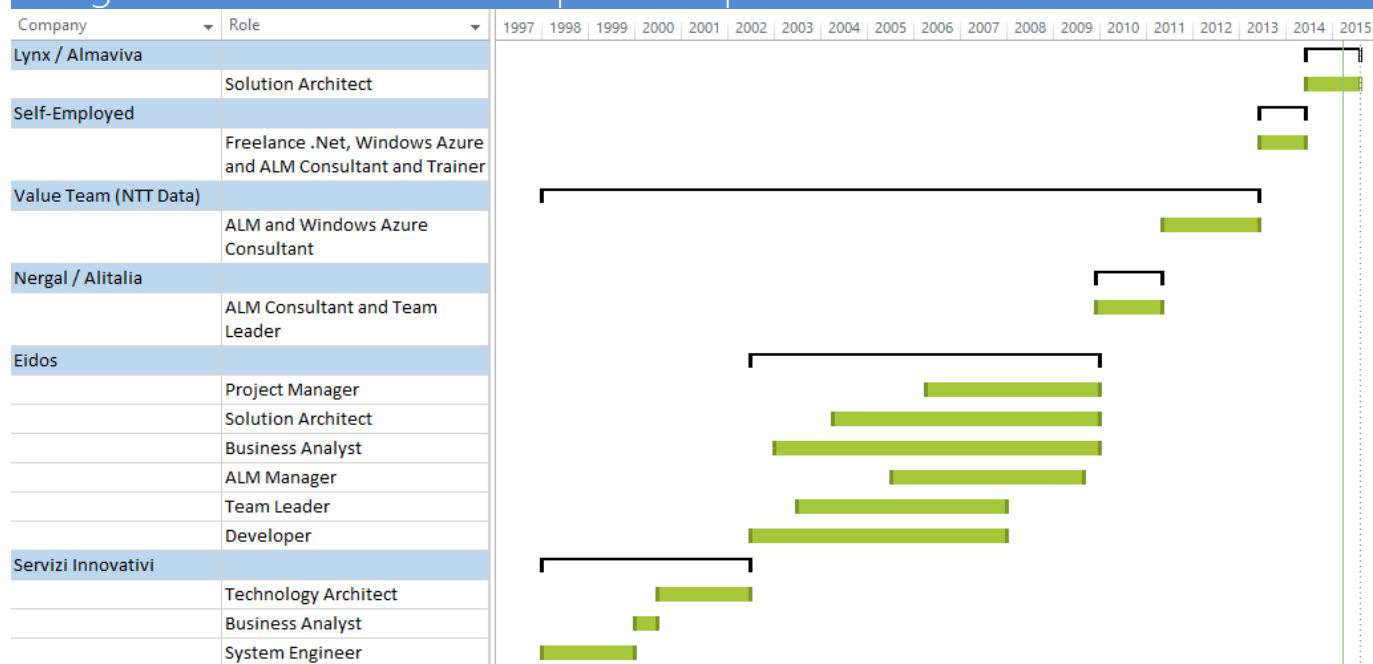 Company Role 1997 1998 1999 2000 2001 2002 2003 2004 2005 2006 2007 2008 2009 2010 2011 2012 2013 2014 2015
Lynx / Almaviva
Solution Architect
Self-Employed
Freelance .Net, Windows Azure
and ALM Consultant and Trainer
Value Team (NTT Data)
ALM and Windows Azure
Consultant
Nergal / Alitalia
ALM Consultant and Team
Leader
Eidos
Project Manager
Solution Architect
Business Analyst
ALM Manager
Team Leader
Developer
Servizi Innovativi
Technology Architect
Business Analyst
System Engineer